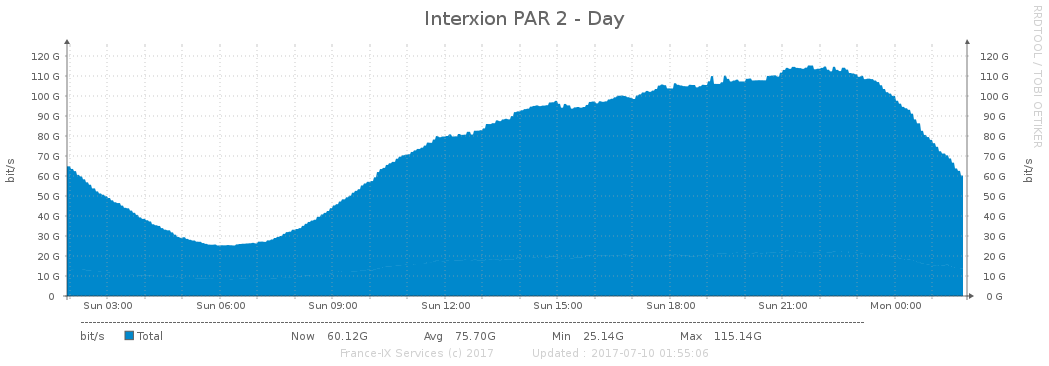 Interxion PAR 2 - Day
RRDTOOL / TOBI OETIKER
bit/s
120 G 120 G
110 G 110 G
100 G 100 G
90 G 90 G
80 G 80 G
70 G 70 G
60 G 60 G
50 G 50 G
40 G 40 G
30 G 30 G
20 G 20 G
10 G 10 G
0 0 G
bit/s
Sun 03:00 Sun 06:00 Sun 09:00 Sun 12:00 Sun 15:00 Sun 18:00 Sun 21:00 Mon 00:00
bit/s Total Now 60.12G Avg 75.70G Min 25.14G Max 115.14G
France-IX Services (c) 2017 Updated : 2017-07-10 01:55:06